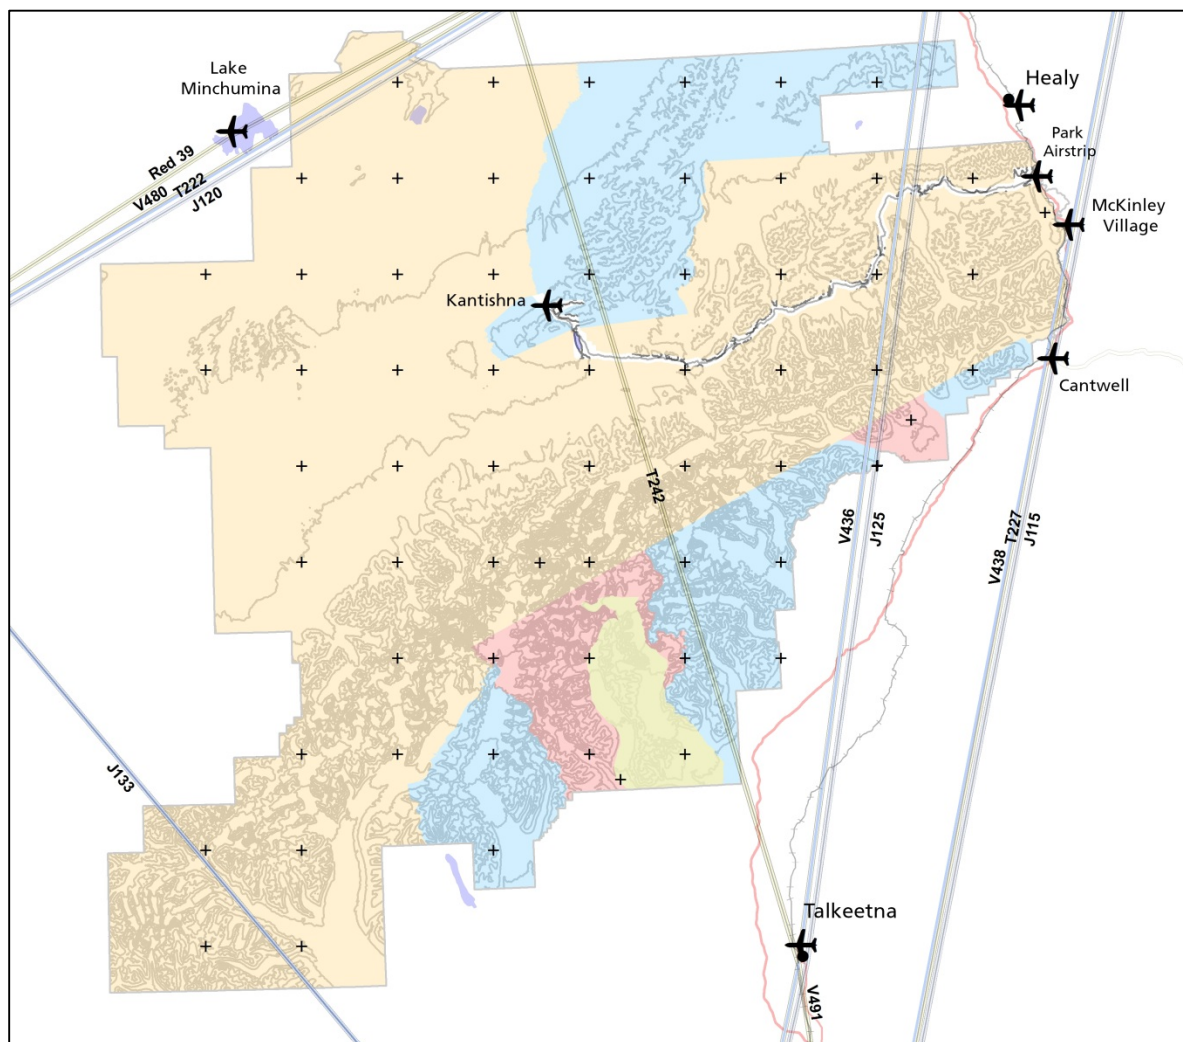 Lake
Minchumina
Healy
Park
Airstrip
McKinley
Village
Red 39
V480 T222
J120
Kantishna
Cantwell
T242
V436
J125
V438 T227
J115
J133
Talkeetna
V491